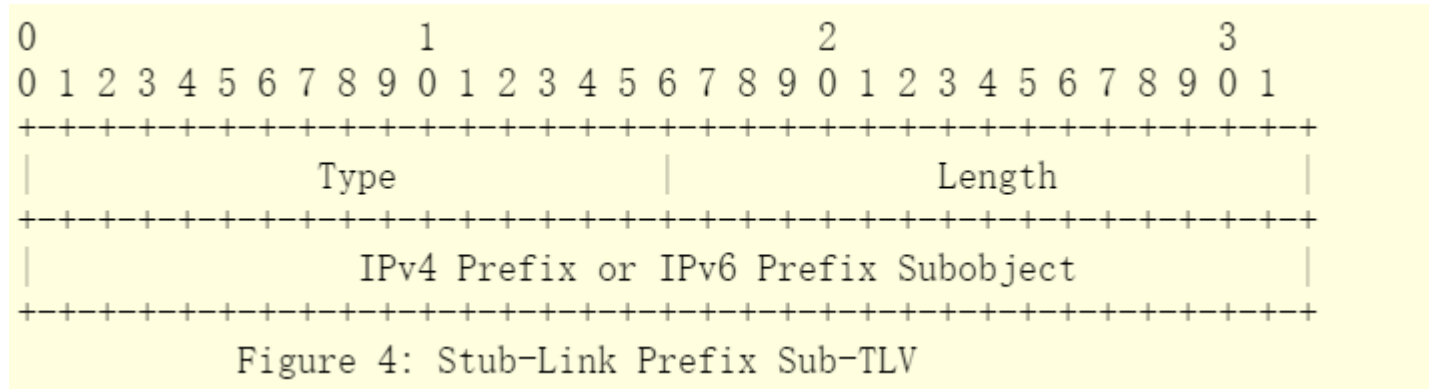 0                   1                   2                   3
0 1 2 3 4 5 6 7 8 9 0 1 2 3 4 5 6 7 8 9 0 1 2 3 4 5 6 7 8 9 0 1
+-+-+-+-+-+-+-+-+-+-+-+-+-+-+-+-+-+-+-+-+-+-+-+-+-+-+-+-+-+-+-+-+
|              Type             |             Length            |
+-+-+-+-+-+-+-+-+-+-+-+-+-+-+-+-+-+-+-+-+-+-+-+-+-+-+-+-+-+-+-+-+
|                IPv4 Prefix or IPv6 Prefix Subobject           |
+-+-+-+-+-+-+-+-+-+-+-+-+-+-+-+-+-+-+-+-+-+-+-+-+-+-+-+-+-+-+-+-+
Figure 4: Stub-Link Prefix Sub-TLV